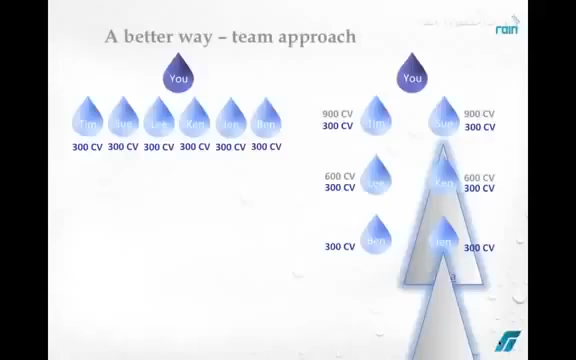 rain
A better way – team approach
You
Tim Sue Lee Ken Jen Ben
300 CV 300 CV 300 CV 300 CV 300 CV 300 CV
You
900 CV
300 CV
Tim
Sue
900 CV
300 CV
600 CV
300 CV
Lee
Ken
600 CV
300 CV
300 CV
Ben
Jen
300 CV